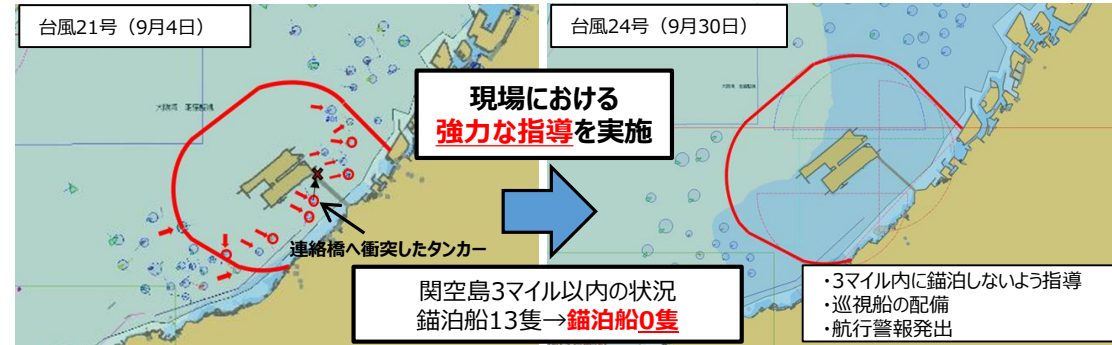 台風21号（9月4日）
台風24号（9月30日）
現場における
強力な指導を実施
連絡橋へ衝突したタンカー
関空島3マイル以内の状況
錨泊船13隻→錨泊船0隻
・3マイル内に錨泊しないよう指導
・巡視船の配備
・航行警報発出